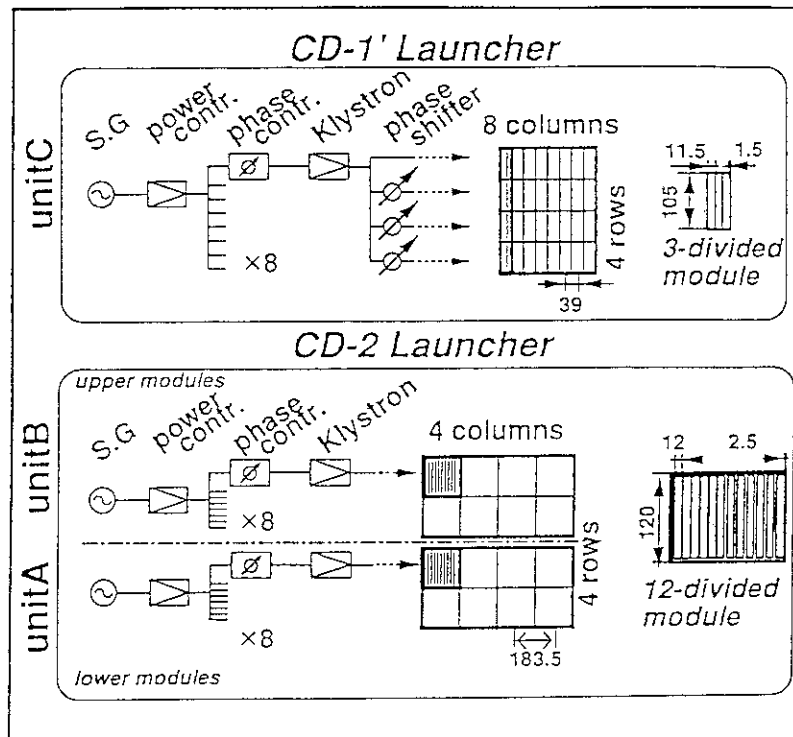 CD-1' Launcher
unitC
S.G
power contr.
phase contr.
Klystron
phase shifter
8 columns
×8
4 rows
39
11.5
1.5
105
3-divided
module
CD-2 Launcher
upper modules
unitB
S.G
power contr.
phase contr.
Klystron
4 columns
×8
12
2.5
120
12-divided
module
unitA
4 rows
×8
183.5
lower modules